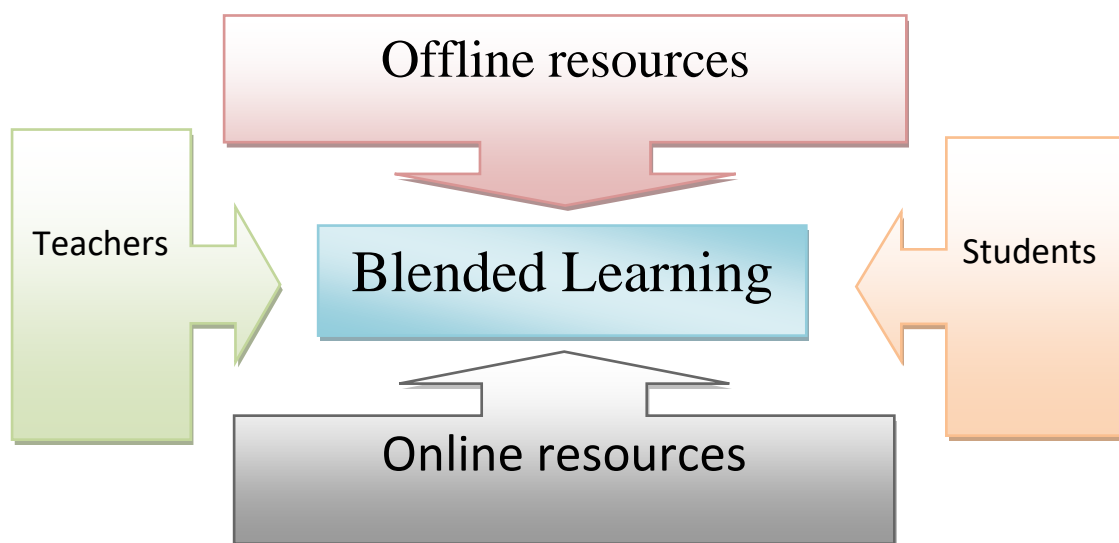 Offline resources
Teachers
Blended Learning
Students
Online resources